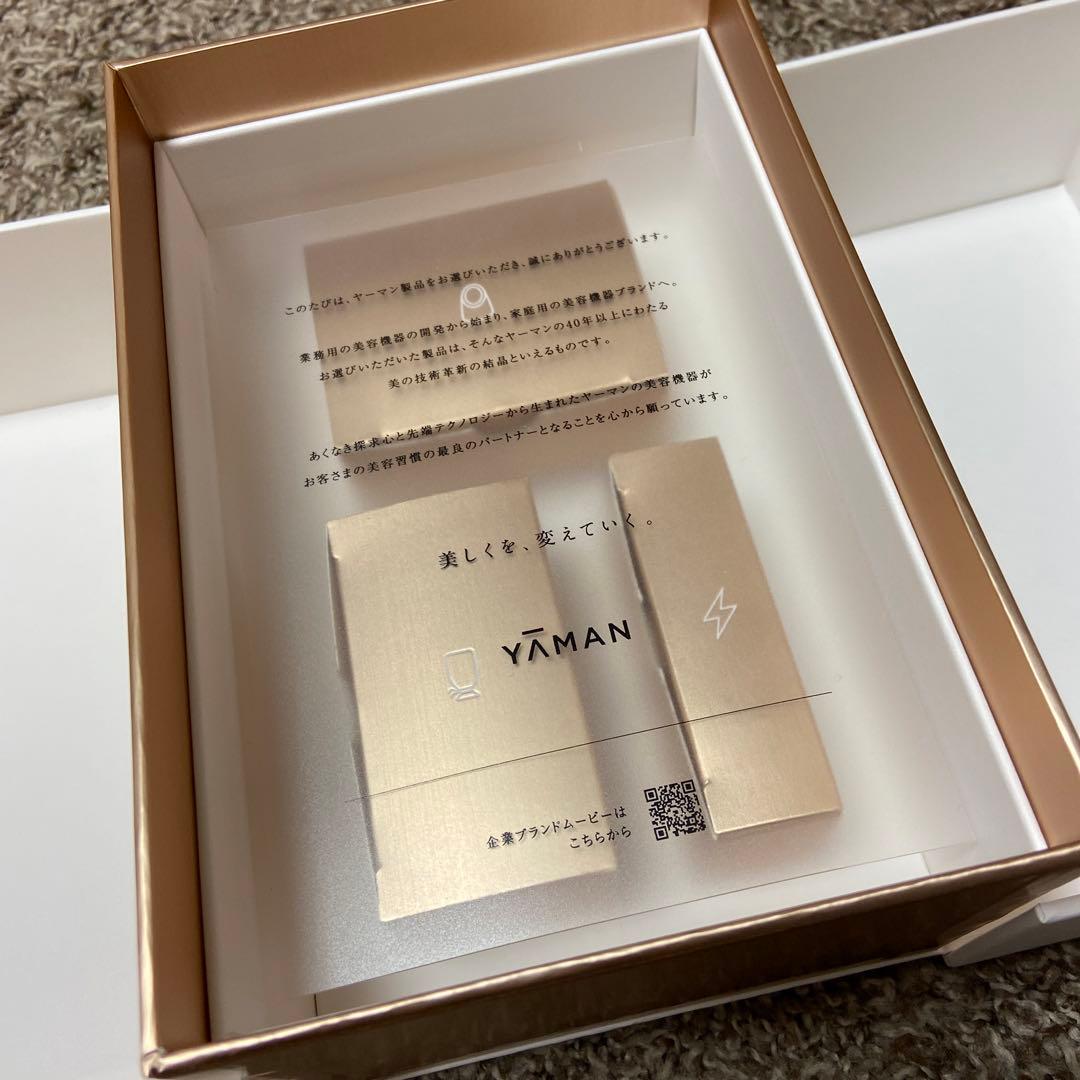 このたびは、ヤーマン製品をお選びいただき、誠にありがとうございます。
業務用の美容機器の開発から始まり、家庭用の美容機器ブランドへ。
お選びいただいた製品は、そんなヤーマンの40年以上にわたる
美の技術革新の結晶といえるものです。
あくなき探求心と先端テクノロジーから生まれたヤーマンの美容機器が
お客さまの美容習慣の最良のパートナーとなることを心から願っています。
美しくを、変えていく。
YĀMAN
企業ブランドムービーは
こちらから